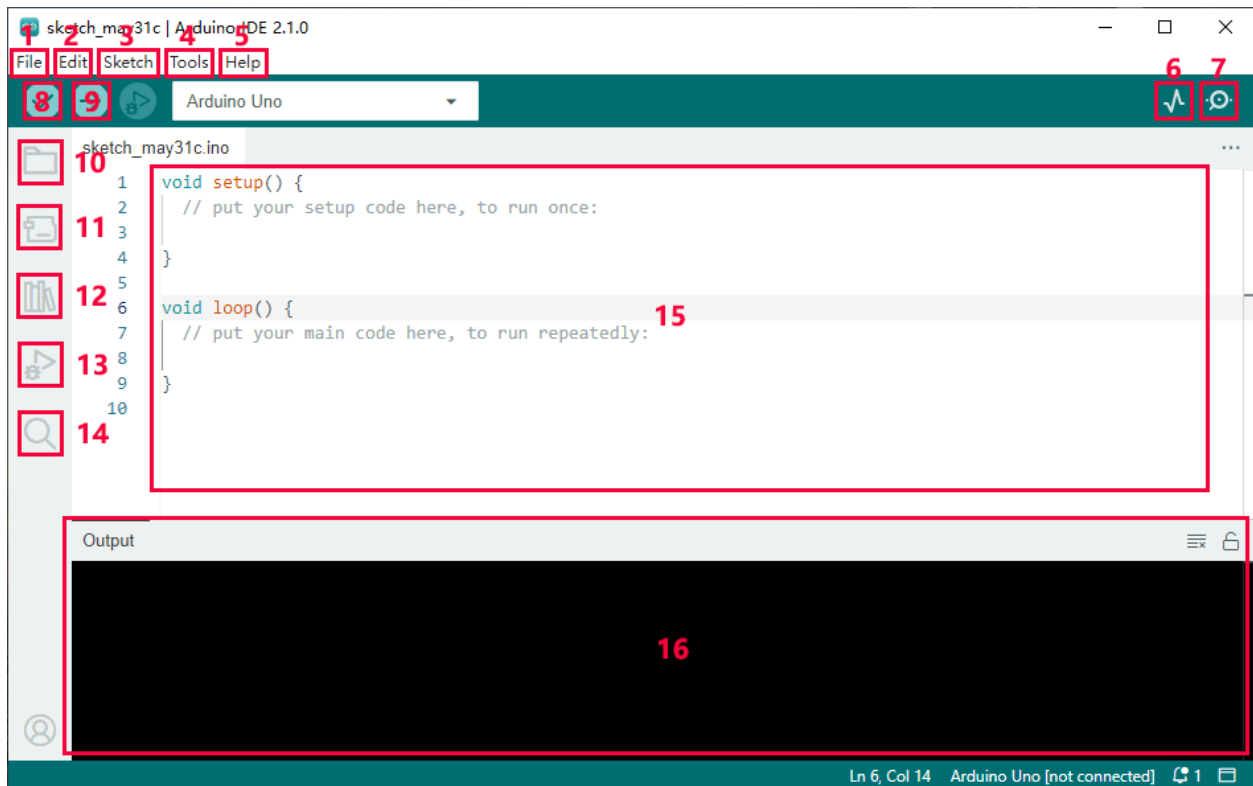 sketch_may31c | Arduino IDE 2.1.0
1 2 3 4 5
File Edit Sketch Tools Help
6 7
8 9 Arduino Uno
sketch_may31c.ino
10
1 void setup() {
2 // put your setup code here, to run once:
11
3
4 }
5
12
6 void loop() {
15
7 // put your main code here, to run repeatedly:
13
8
9 }
10
14
Output
16
Ln 6, Col 14 Arduino Uno [not connected] 1